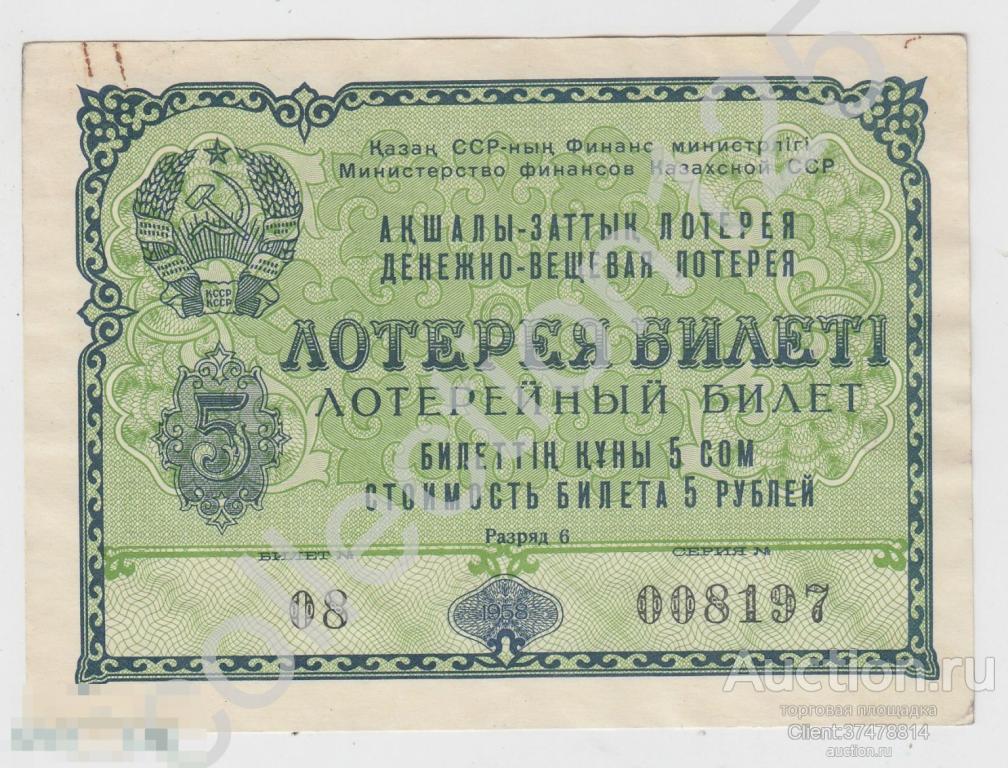 Қазақ ССР-ның Финанс министрлігі
Министерство финансов Казахской ССР
АҚШАЛЫ-ЗАТТЫҚ ЛОТЕРЕЯ
ДЕНЕЖНО-ВЕЩЕВАЯ ЛОТЕРЕЯ
ҚССР
КССР
ЛОТЕРЕЯ БИЛЕТІ
ЛОТЕРЕЙНЫЙ БИЛЕТ
5
БИЛЕТТІҢ ҚҰНЫ 5 СОМ
СТОИМОСТЬ БИЛЕТА 5 РУБЛЕЙ
Разряд 6
БИЛЕТ № СЕРИЯ №
08 1958 008197
Auction.ru
торговая площадка
Client:37478814
auction.ru